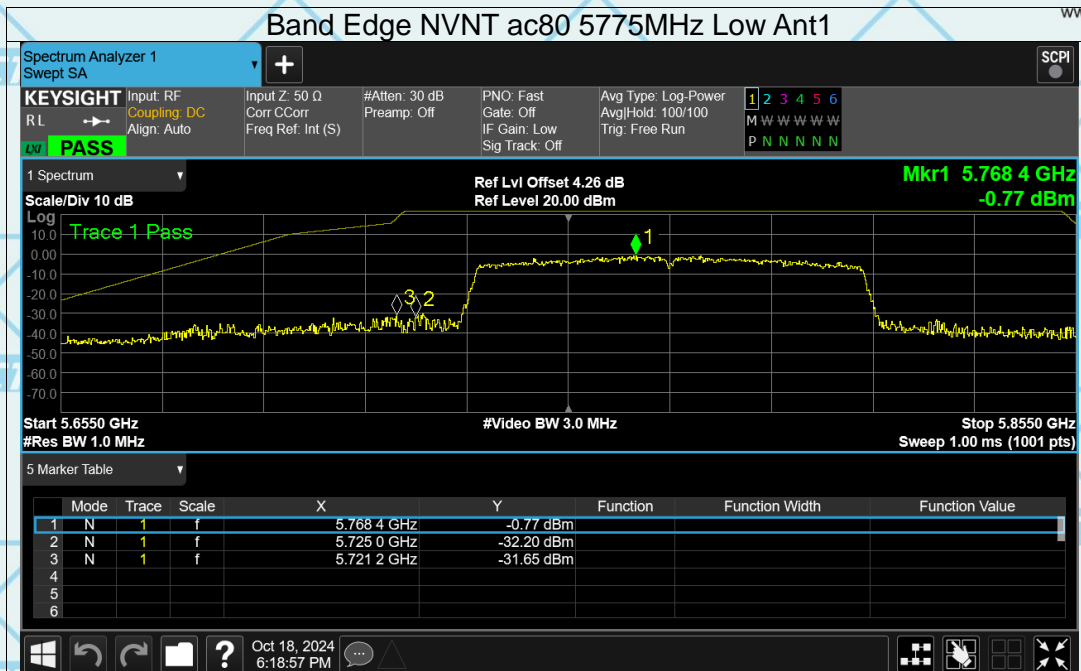 Band Edge NVNT ac80 5775MHz Low Ant1
Spectrum Analyzer 1
Swept SA
+
SCPI
KEYSIGHT Input: RF Input Z: 50 Ω #Atten: 30 dB PNO: Fast Avg Type: Log-Power 1 2 3 4 5 6
RL Coupling: DC Corr CCorr Preamp: Off Gate: Off Avg|Hold: 100/100 M W W W W W
Align: Auto Freq Ref: Int (S) IF Gain: Low Trig: Free Run P N N N N N
LXI PASS Sig Track: Off
1 Spectrum Ref Lvl Offset 4.26 dB Mkr1 5.768 4 GHz
Scale/Div 10 dB Ref Level 20.00 dBm -0.77 dBm
Log
Trace 1 Pass
10.0
0.00
-10.0
-20.0
-30.0
-40.0
-50.0
-60.0
-70.0
1
3 2
Start 5.6550 GHz #Video BW 3.0 MHz Stop 5.8550 GHz
#Res BW 1.0 MHz Sweep 1.00 ms (1001 pts)
5 Marker Table
Mode Trace Scale X Y Function Function Width Function Value
1 N 1 f 5.768 4 GHz -0.77 dBm
2 N 1 f 5.725 0 GHz -32.20 dBm
3 N 1 f 5.721 2 GHz -31.65 dBm
4
5
6
? Oct 18, 2024
6:18:57 PM